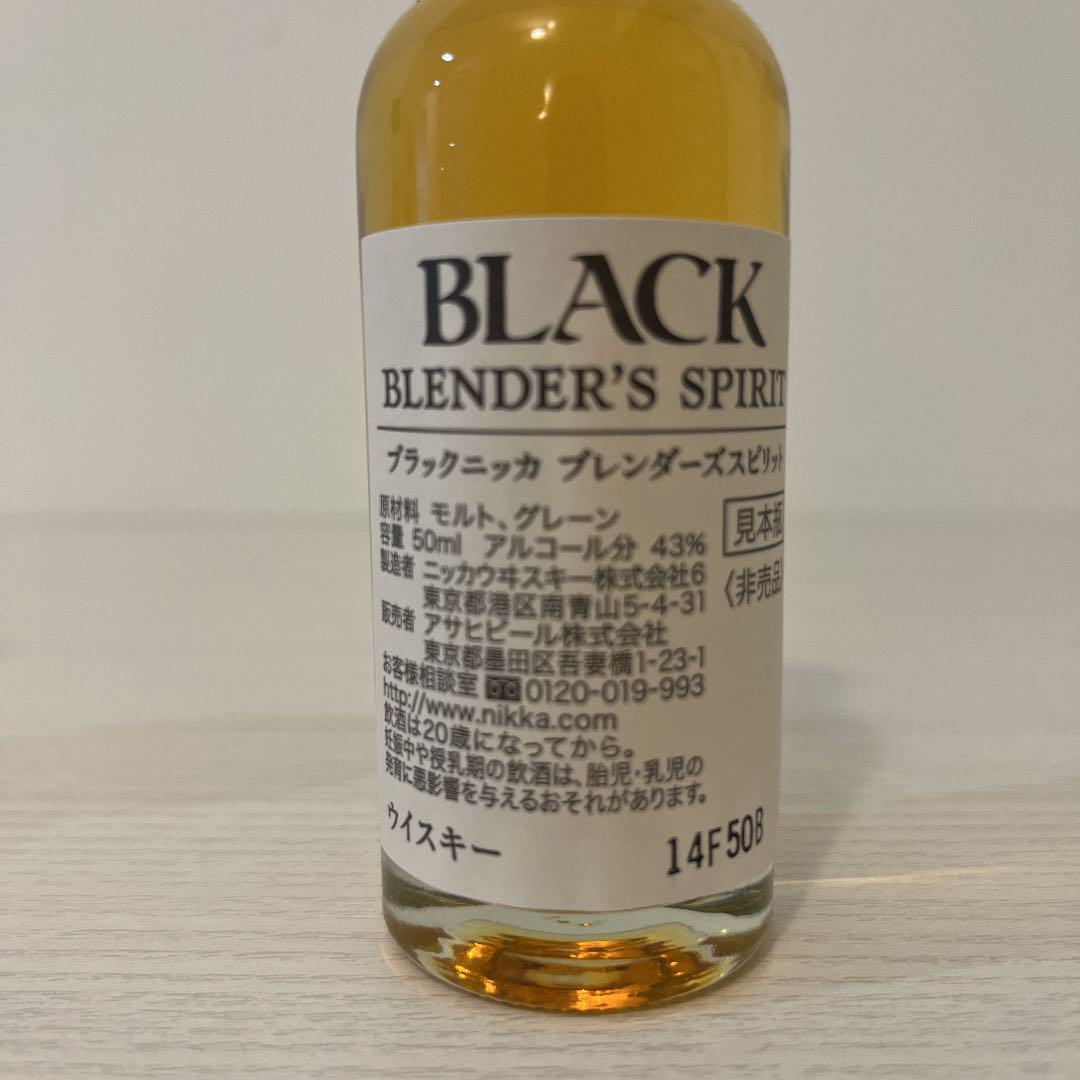 BLACK
BLENDER'S SPIRIT
ブラックニッカ ブレンダーズスピリット
原材料 モルト、グレーン
容量 50ml アルコール分 43%
見本瓶
製造者 ニッカウヰスキー株式会社6
〈非売品
東京都港区南青山5-4-31
販売者 アサヒビール株式会社
東京都墨田区吾妻橋1-23-1
お客様相談室 0120-019-993
http://www.nikka.com
飲酒は20歳になってから。
妊娠中や授乳期の飲酒は、胎児・乳児の
発育に悪影響を与えるおそれがあります。
ウイスキー
14F50B